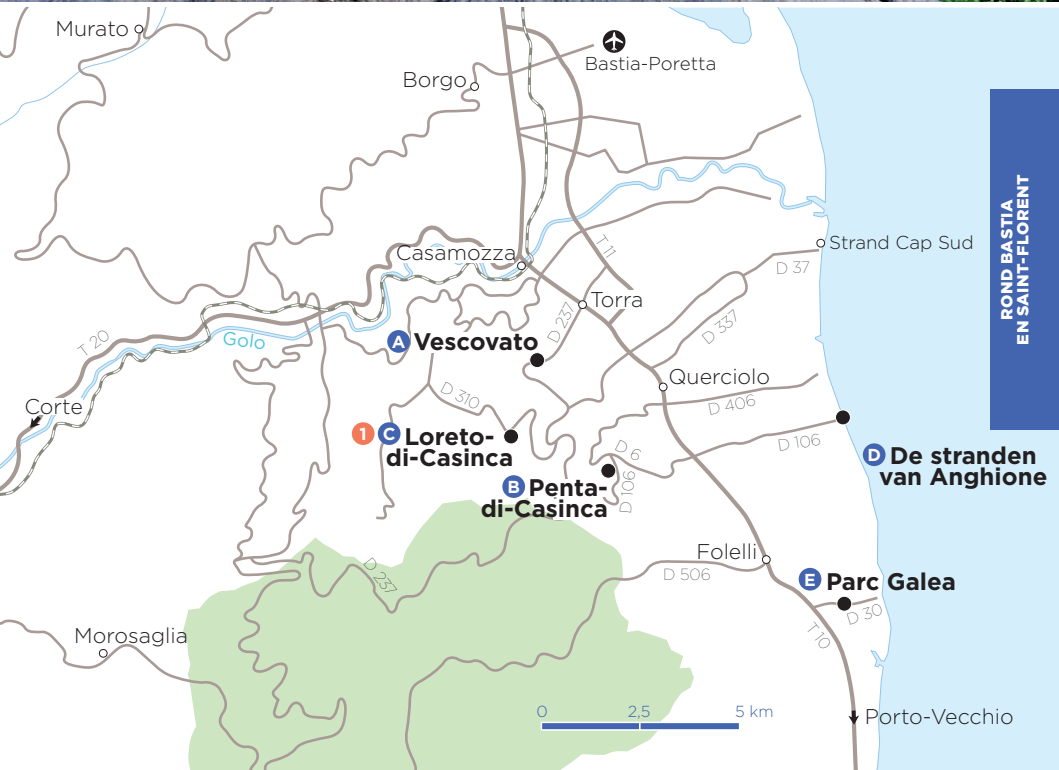 Murato
Bastia-Poretta
Borgo
ROND BASTIA
EN SAINT-FLORENT
Strand Cap Sud
Casamozza
T 11
D 37
Torra
T 20
Golo
D 237
D 337
A Vescovato
Querciolo
D 310
D 406
Corte
1 C Loreto-
di-Casinca
D 6
D 106
D 106
D De stranden
van Anghione
B Penta-
di-Casinca
Folelli
D 506
D 237
E Parc Galea
D 30
T 10
Morosaglia
0 2,5 5 km
Porto-Vecchio